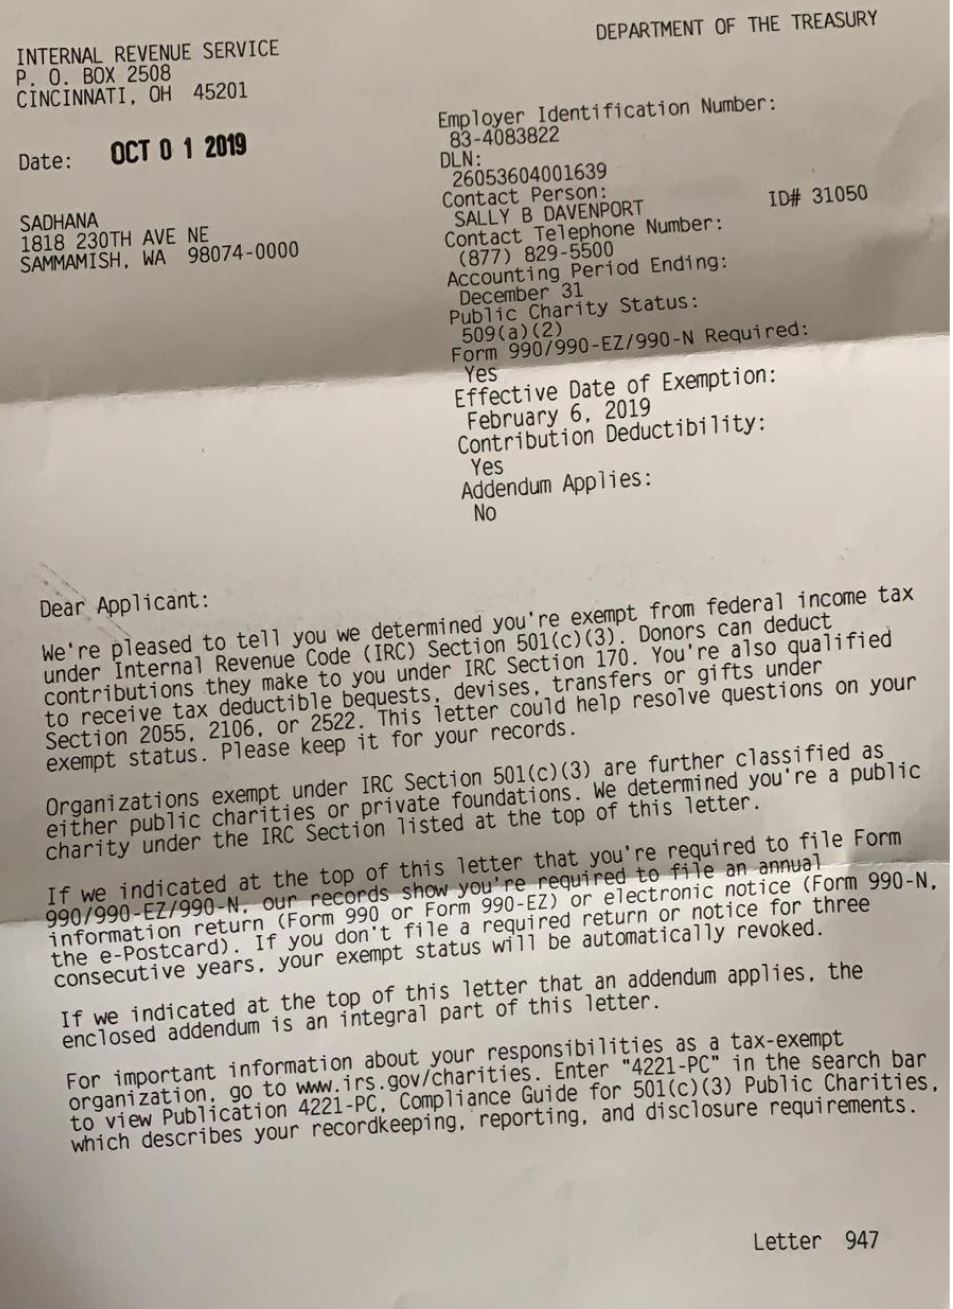 DEPARTMENT OF THE TREASURY
INTERNAL REVENUE SERVICE
P. O. BOX 2508
CINCINNATI, OH 45201
Date: OCT 0 1 2019
SADHANA
1818 230TH AVE NE
SAMMAMISH, WA 98074-0000
Employer Identification Number:
83-4083822
DLN:
26053604001639
Contact Person:
SALLY B DAVENPORT ID# 31050
Contact Telephone Number:
(877) 829-5500
Accounting Period Ending:
December 31
Public Charity Status:
509(a)(2)
Form 990/990-EZ/990-N Required:
Yes
Effective Date of Exemption:
February 6, 2019
Contribution Deductibility:
Yes
Addendum Applies:
No
Dear Applicant:
We're pleased to tell you we determined you're exempt from federal income tax
under Internal Revenue Code (IRC) Section 501(c)(3). Donors can deduct
contributions they make to you under IRC Section 170. You're also qualified
to receive tax deductible bequests, devises, transfers or gifts under
Section 2055, 2106, or 2522. This letter could help resolve questions on your
exempt status. Please keep it for your records.
Organizations exempt under IRC Section 501(c)(3) are further classified as
either public charities or private foundations. We determined you're a public
charity under the IRC Section listed at the top of this letter.
If we indicated at the top of this letter that you're required to file Form
990/990-EZ/990-N, our records show you're required to file an annual
information return (Form 990 or Form 990-EZ) or electronic notice (Form 990-N,
the e-Postcard). If you don't file a required return or notice for three
consecutive years, your exempt status will be automatically revoked.
If we indicated at the top of this letter that an addendum applies, the
enclosed addendum is an integral part of this letter.
For important information about your responsibilities as a tax-exempt
organization, go to www.irs.gov/charities. Enter "4221-PC" in the search bar
to view Publication 4221-PC, Compliance Guide for 501(c)(3) Public Charities,
which describes your recordkeeping, reporting, and disclosure requirements.
Letter 947